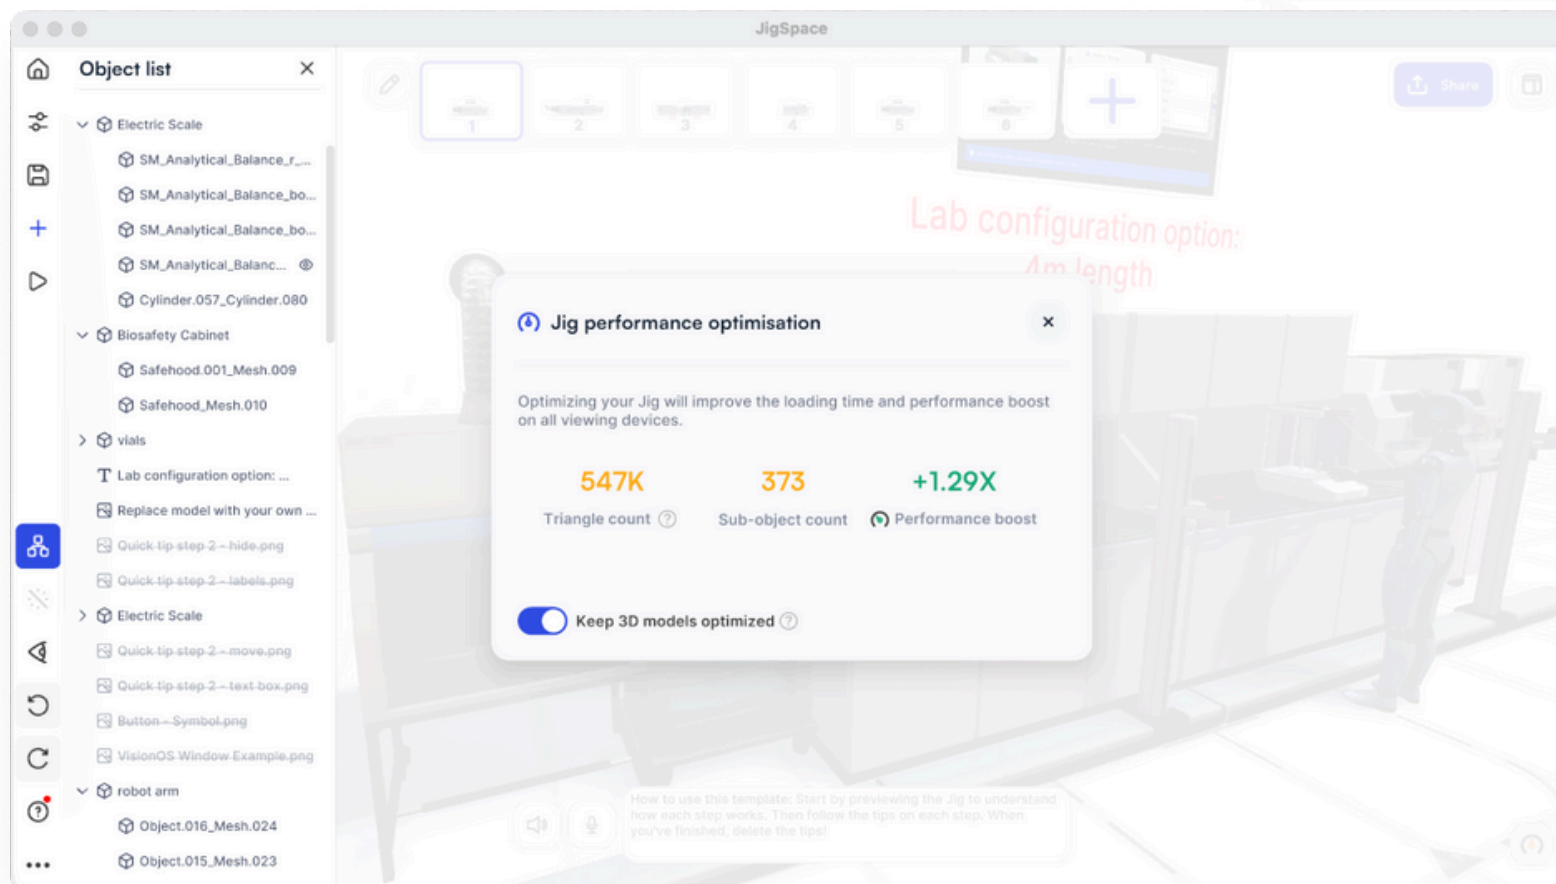 JigSpace
Object list
Electric Scale
SM_Analytical_Balance_r_...
SM_Analytical_Balance_bo...
SM_Analytical_Balance_bo...
SM_Analytical_Balanc...
Cylinder.057_Cylinder.080
Biosafety Cabinet
Safehood.001_Mesh.009
Safehood_Mesh.010
vials
Lab configuration option: ...
Replace model with your own ...
Quick tip step 2 - hide.png
Quick tip step 2 - labels.png
Electric Scale
Quick tip step 2 - move.png
Quick tip step 2 - text box.png
Button - Symbol.png
VisionOS Window Example.png
robot arm
Object.016_Mesh.024
Object.015_Mesh.023
1 2 3 4 5 6
Share
Lab configuration option:
4m length
Jig performance optimisation
Optimizing your Jig will improve the loading time and performance boost
on all viewing devices.
547K 373 +1.29X
Triangle count Sub-object count Performance boost
Keep 3D models optimized
How to use this template: Start by previewing the Jig to understand
how each step works. Then follow the tips on each step. When
you've finished, delete the tips!